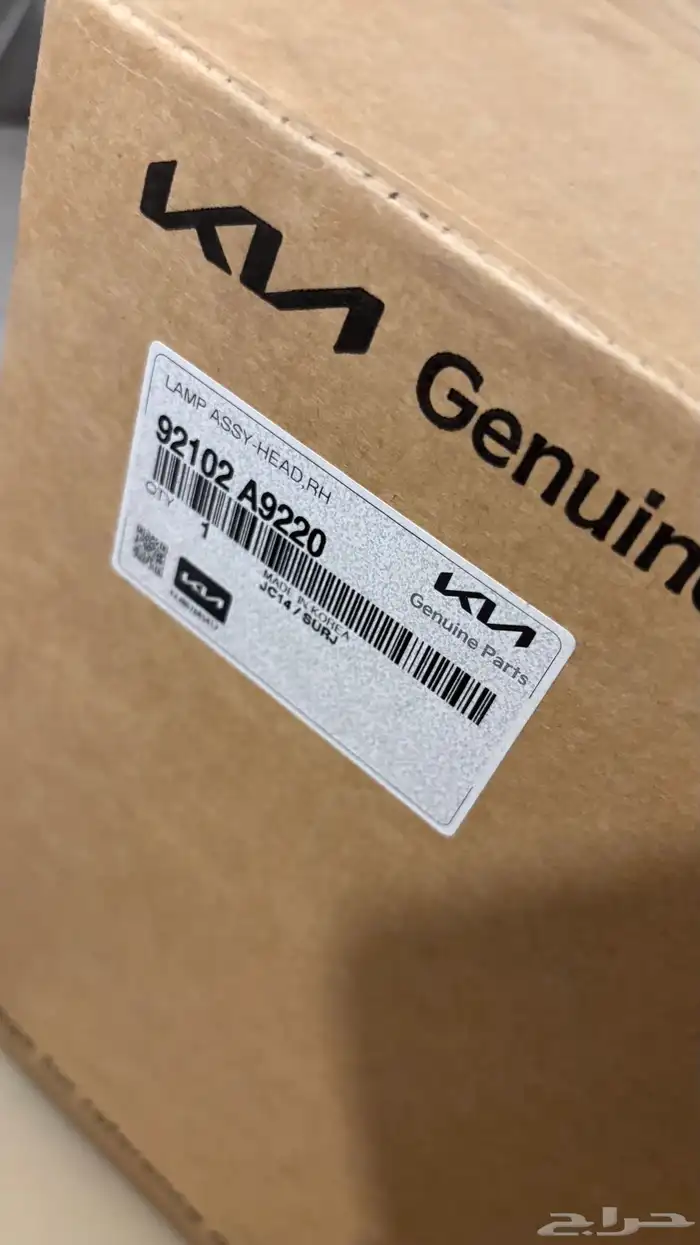 KIA
Genuine
LAMP ASSY-HEAD,RH
92102 A9220
QTY 1
MADE IN KOREA
JC14 / SURJ
KIA
KIA
Genuine Parts
حراج